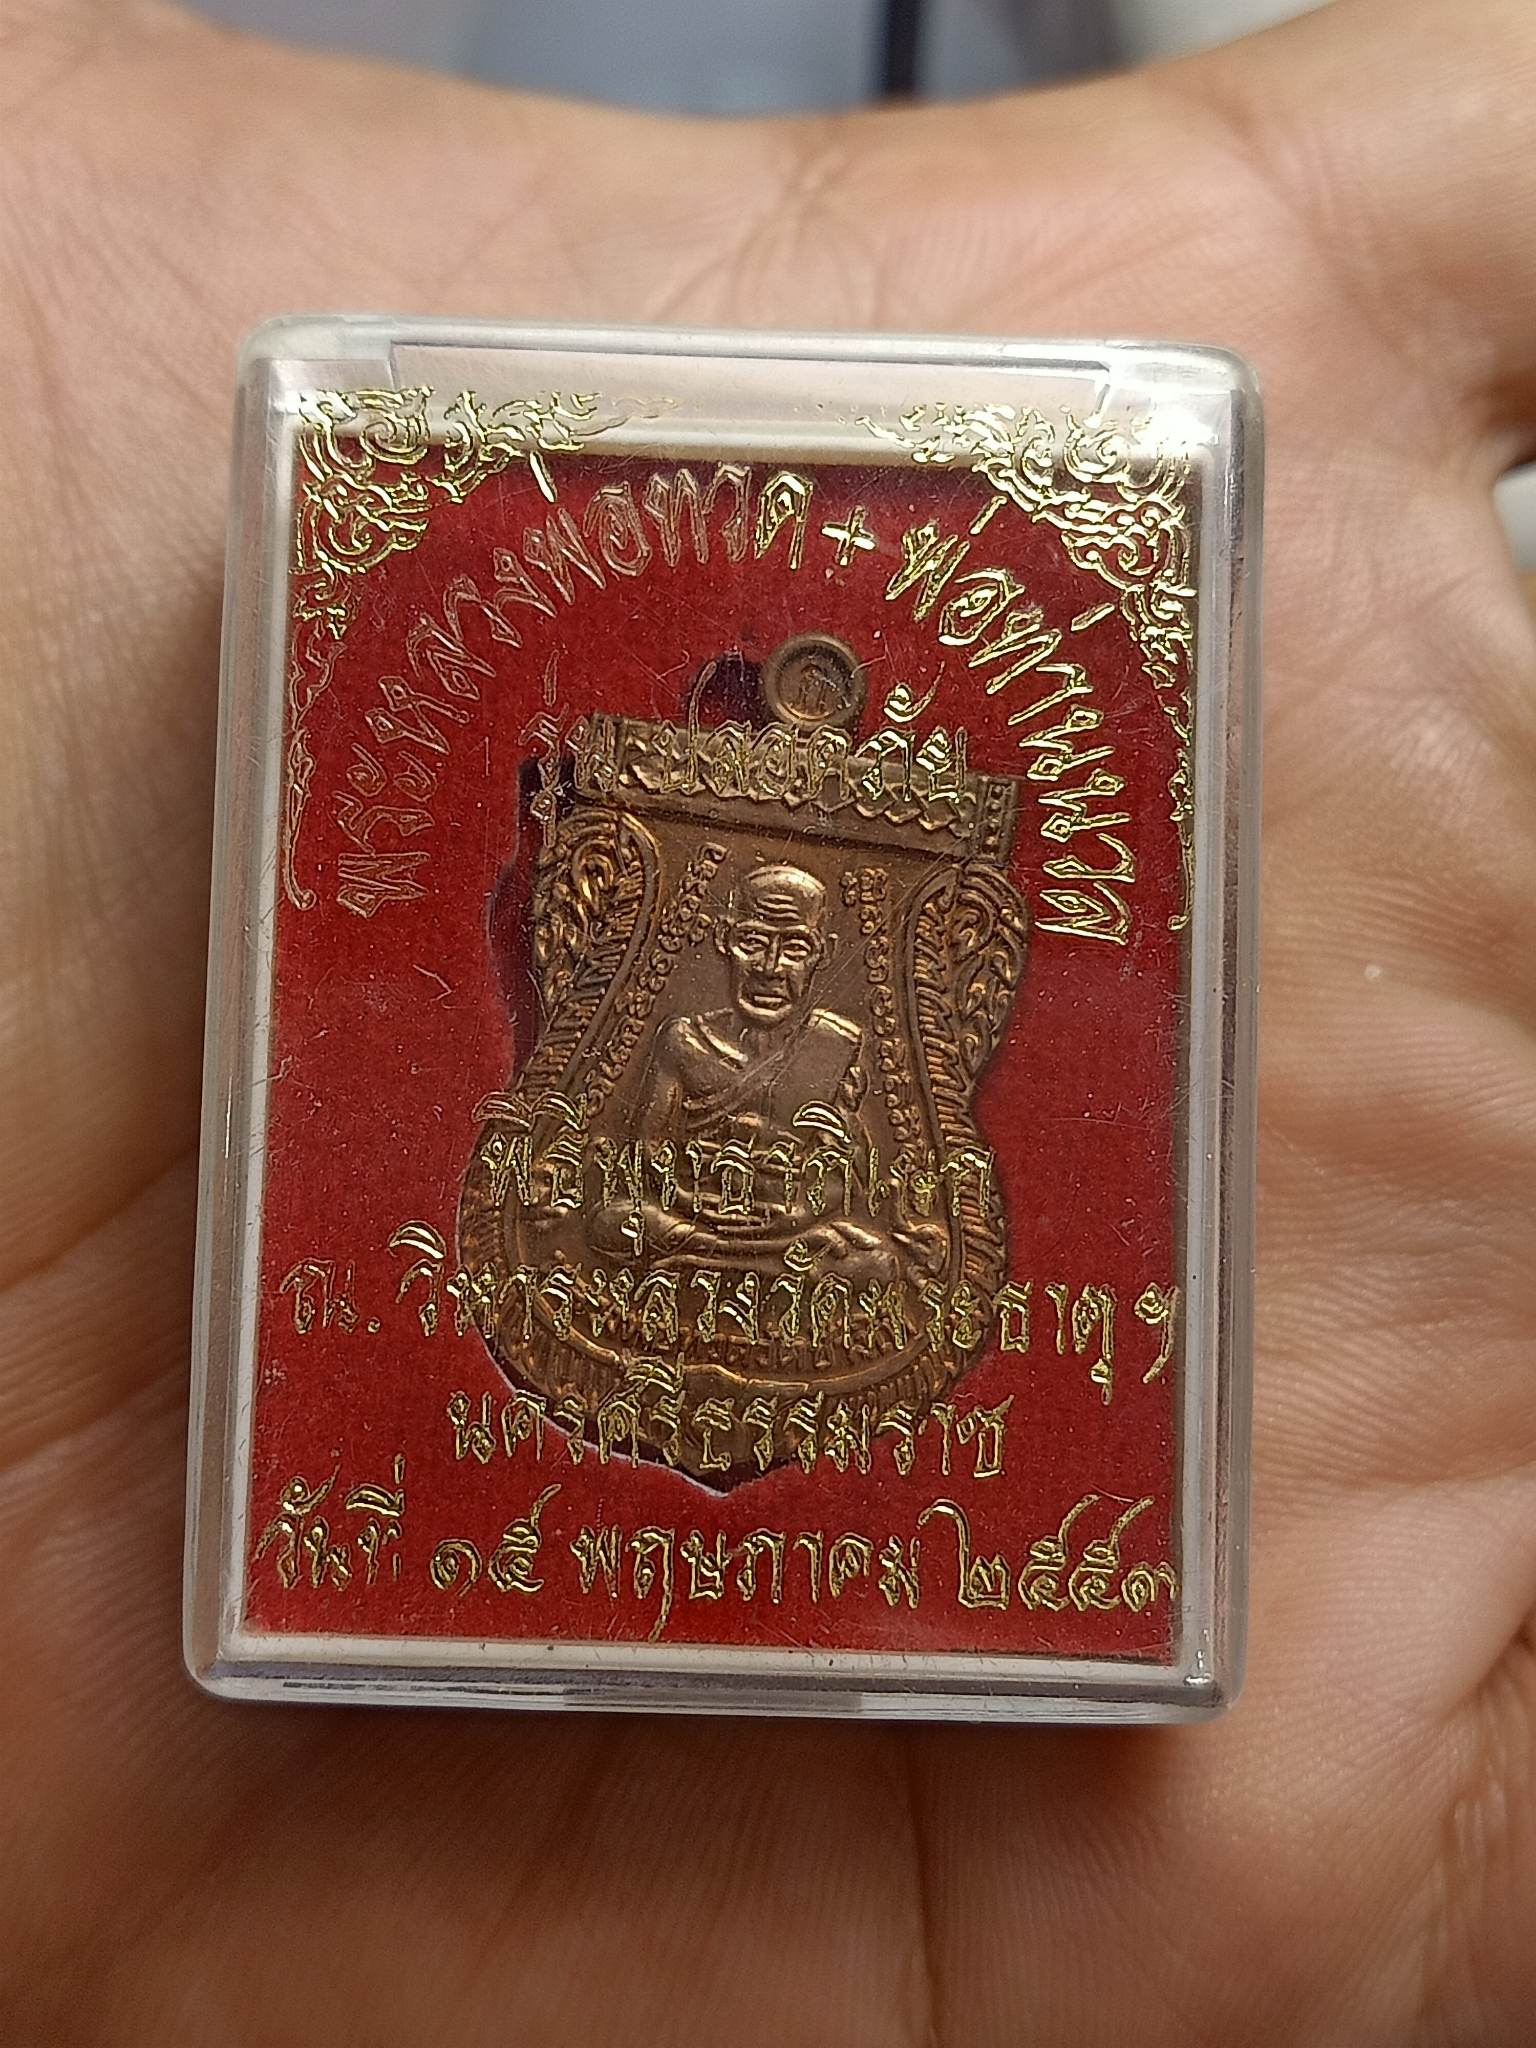 พระหลวงพ่อทวด + พ่อท่านนวล
รุ่น ปลอดภัย
พิธีพุทธาภิเษก
ณ. วิหารหลวงวัดพระธาตุฯ
นครศรีธรรมราช
วันที่ ๑๕ พฤษภาคม ๒๕๕๓